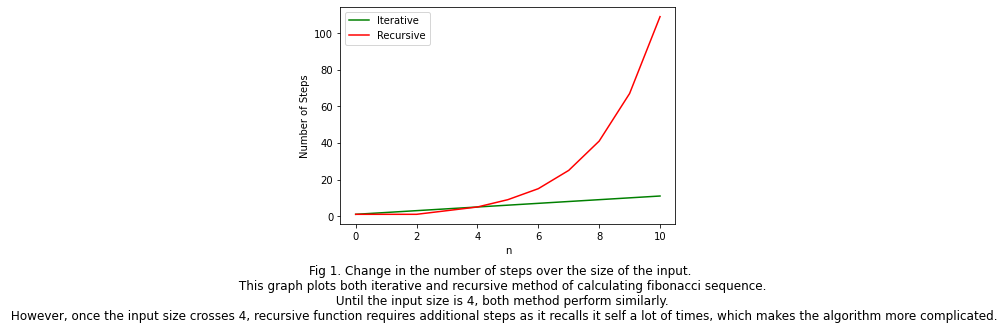 Iterative
Recursive
100
80
60
40
20
0
Number of Steps
0 2 4 6 8 10
n
Fig 1. Change in the number of steps over the size of the input.
This graph plots both iterative and recursive method of calculating fibonacci sequence.
Until the input size is 4, both method perform similarly.
However, once the input size crosses 4, recursive function requires additional steps as it recalls it self a lot of times, which makes the algorithm more complicated.